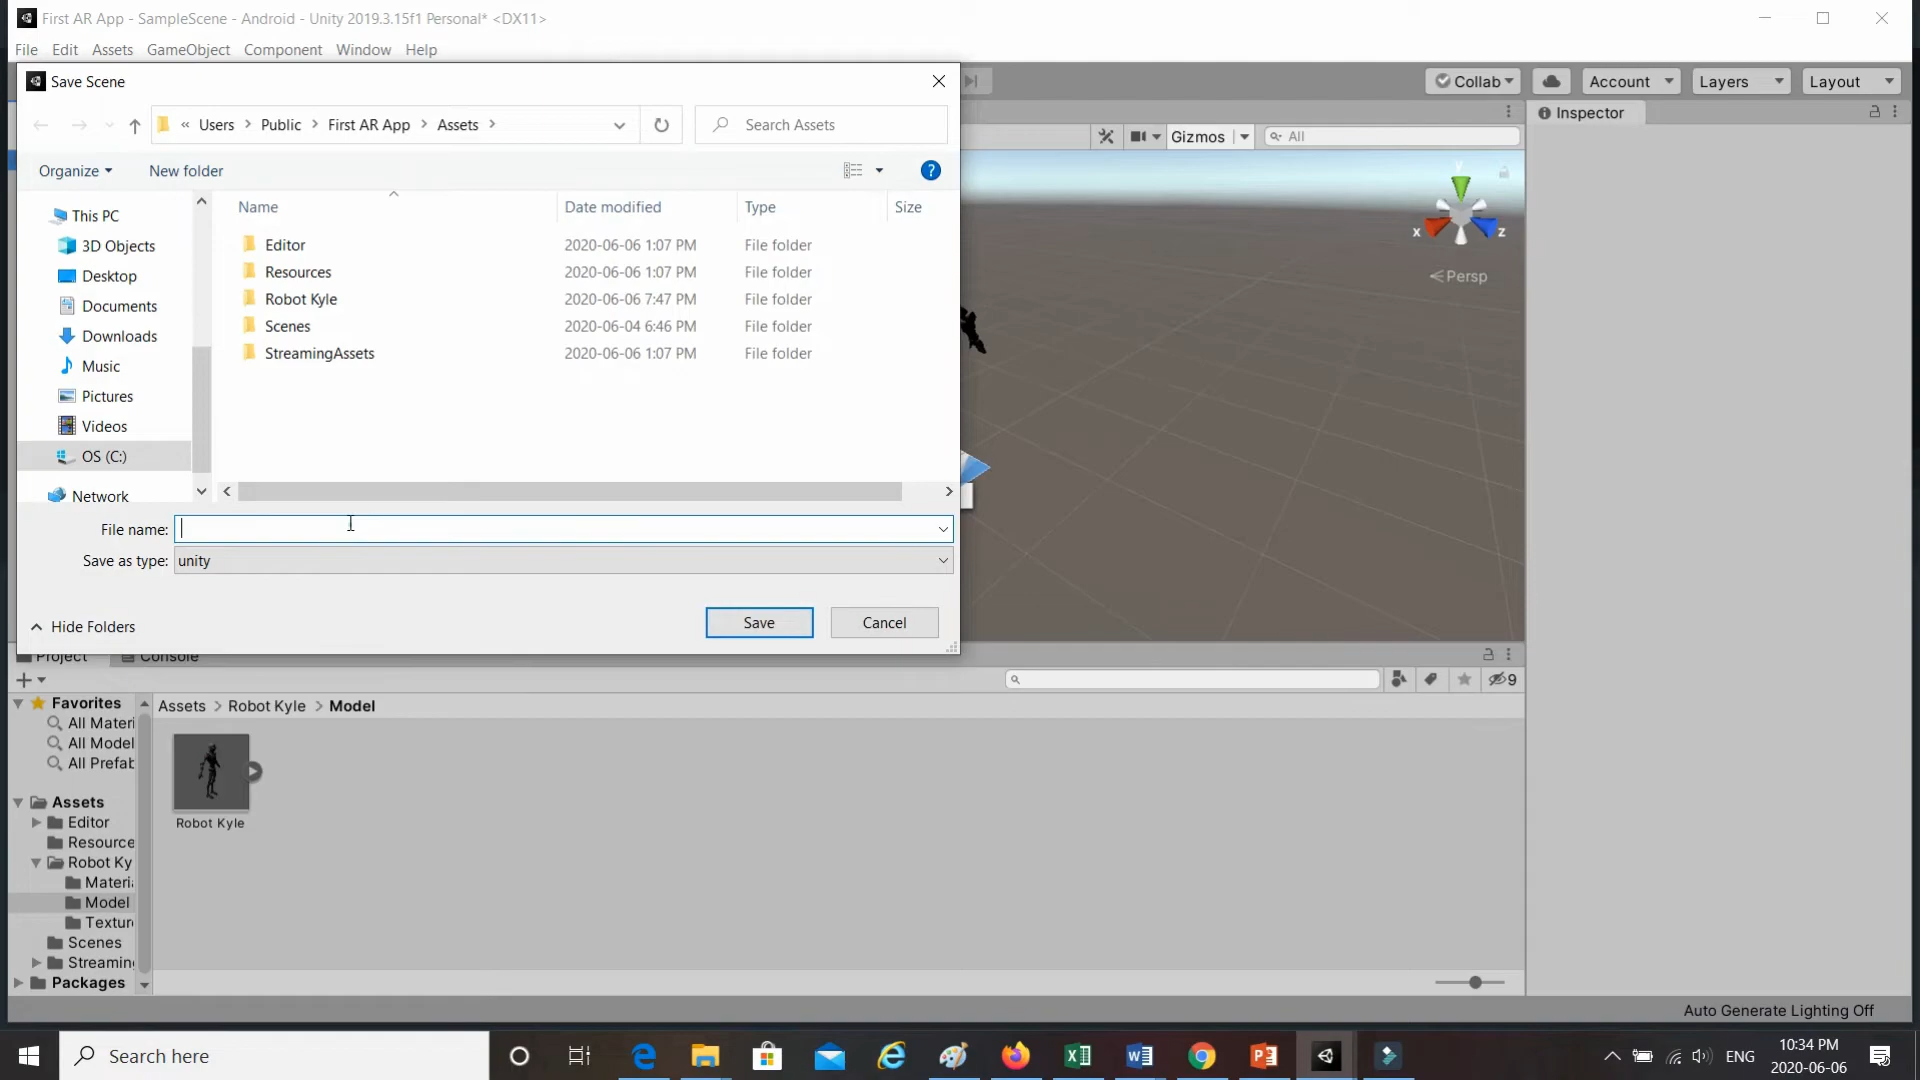 First AR App - SampleScene - Android - Unity 2019.3.15f1 Personal* <DX11>
File Edit Assets GameObject Component Window Help
Save Scene
Collab Account Layers Layout
« Users > Public > First AR App > Assets >
Search Assets
Inspector
Gizmos
All
Organize New folder
Name Date modified Type Size
This PC
3D Objects
Desktop
Documents
Downloads
Music
Pictures
Videos
OS (C:)
Network
Editor 2020-06-06 1:07 PM File folder
Resources 2020-06-06 1:07 PM File folder
Robot Kyle 2020-06-06 7:47 PM File folder
Scenes 2020-06-04 6:46 PM File folder
StreamingAssets 2020-06-06 1:07 PM File folder
y
x z
Persp
File name:
Save as type: unity
Hide Folders
Save Cancel
Project Console
9
Favorites
All Materi
All Model
All Prefab
Assets
Editor
Resource
Robot Ky
Materi
Model
Textur
Scenes
Streaming
Packages
Assets > Robot Kyle > Model
Robot Kyle
Auto Generate Lighting Off
Search here
ENG
10:34 PM
2020-06-06